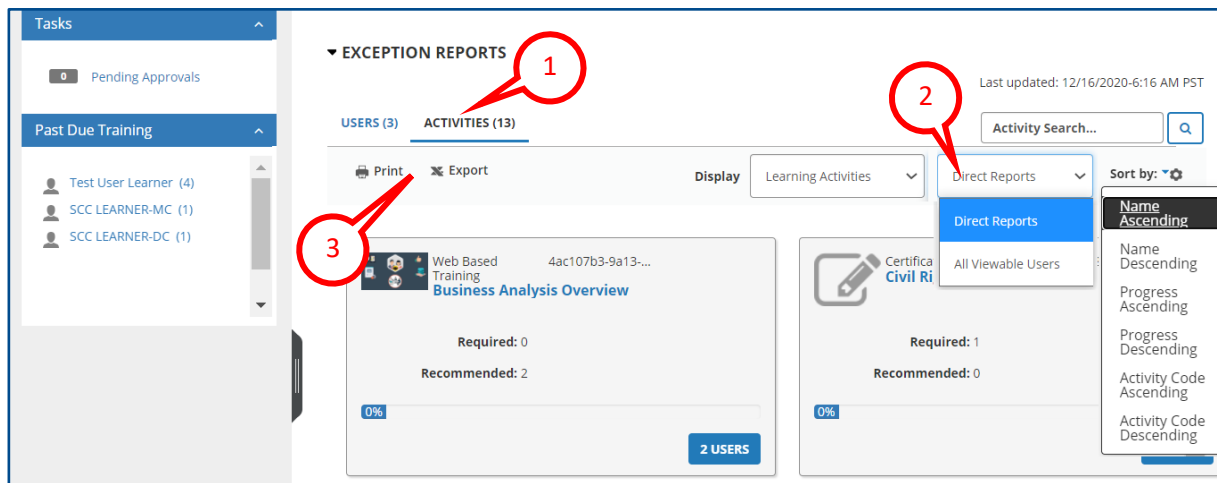 Tasks
0 Pending Approvals
Past Due Training
Test User Learner (4)
SCC LEARNER-MC (1)
SCC LEARNER-DC (1)
EXCEPTION REPORTS
1
Last updated: 12/16/2020-6:16 AM PST
2
USERS (3) ACTIVITIES (13)
Activity Search...
Print Export
Display Learning Activities Direct Reports Sort by:
3
Direct Reports
All Viewable Users
Name
Ascending
Name
Descending
Progress
Ascending
Progress
Descending
Activity Code
Ascending
Activity Code
Descending
Web Based 4ac107b3-9a13-...
Training
Business Analysis Overview
Required: 0
Recommended: 2
0%
2 USERS
Certifica
Civil Ri
Required: 1
Recommended: 0
0%